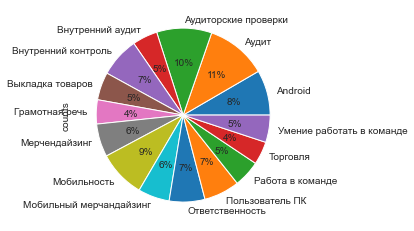 Аудиторские проверки
Внутренний аудит
Аудит
Внутренний контроль
10%
5%
11%
7%
Выкладка товаров
Android
5%
8%
Грамотная речь
counts
4%
5%
Умение работать в команде
6%
4%
Мерчендайзинг
5%
Торговля
9%
7%
6%
7%
Работа в команде
Мобильность
Пользователь ПК
Мобильный мерчандайзинг
Ответственность